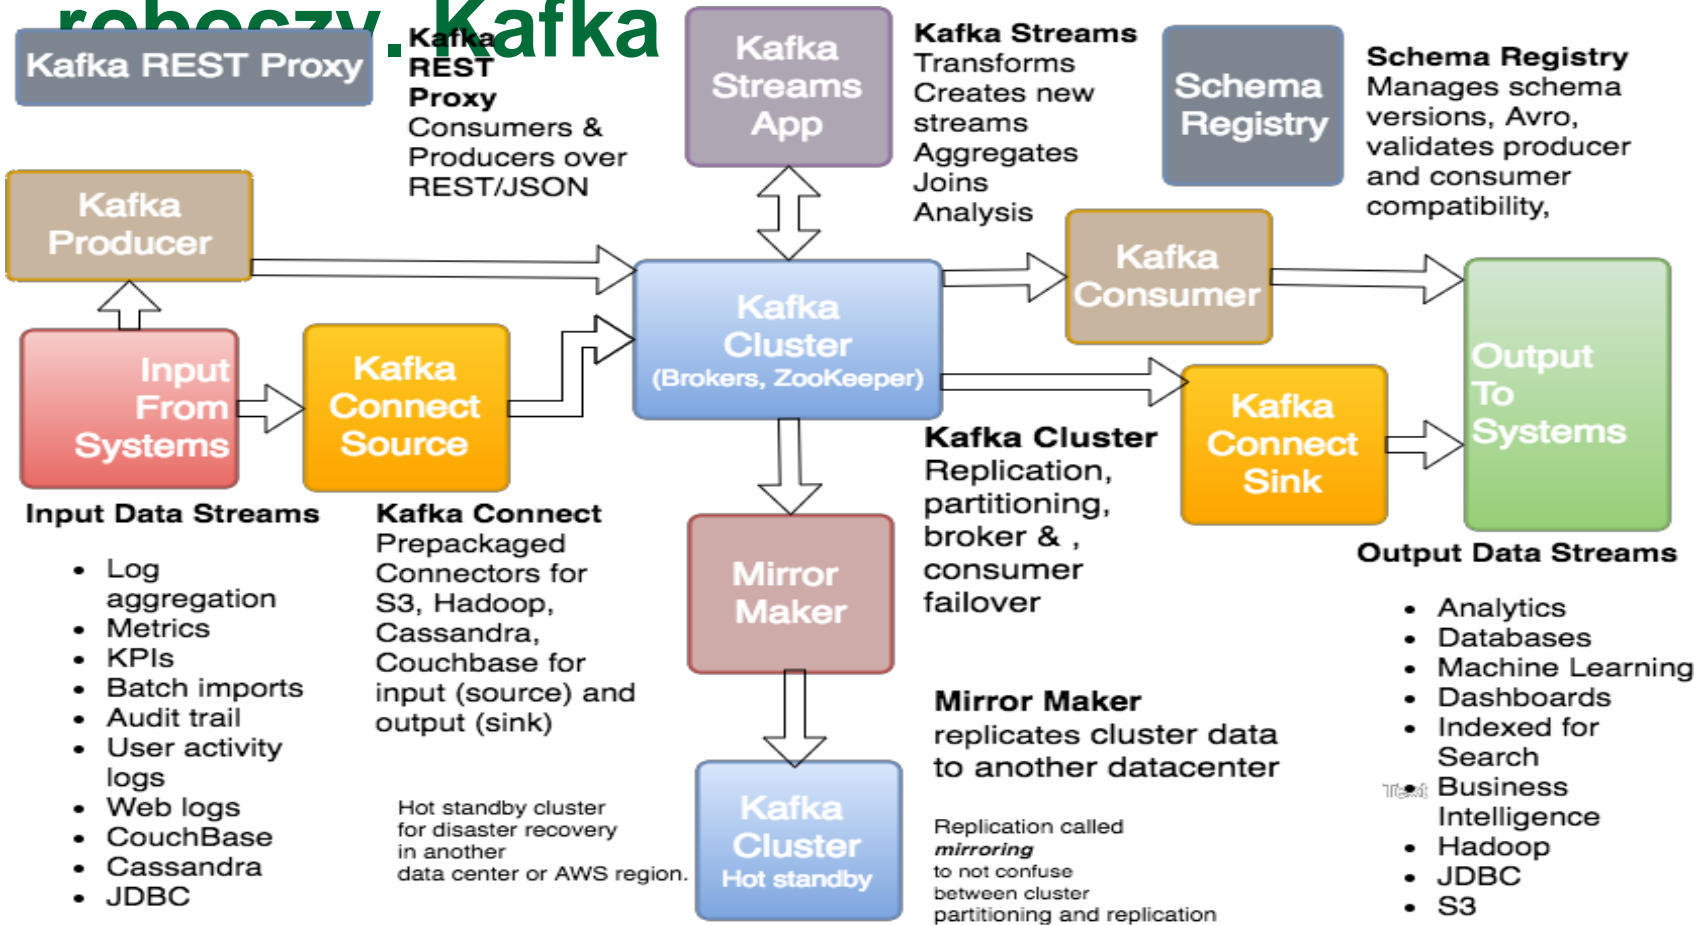 roboczy. Kafka
Kafka REST Proxy
Kafka
REST
Proxy
Consumers &
Producers over
REST/JSON
Kafka
Streams
App
Kafka Streams
Transforms
Creates new
streams
Aggregates
Joins
Analysis
Schema
Registry
Schema Registry
Manages schema
versions, Avro,
validates producer
and consumer
compatibility,
Kafka
Producer
Input
From
Systems
Kafka
Connect
Source
Kafka
Cluster
(Brokers, ZooKeeper)
Kafka
Consumer
Kafka
Connect
Sink
Output
To
Systems
Input Data Streams
• Log
aggregation
• Metrics
• KPIs
• Batch imports
• Audit trail
• User activity
logs
• Web logs
• CouchBase
• Cassandra
• JDBC
Kafka Connect
Prepackaged
Connectors for
S3, Hadoop,
Cassandra,
Couchbase for
input (source) and
output (sink)
Hot standby cluster
for disaster recovery
in another
data center or AWS region.
Mirror
Maker
Kafka
Cluster
Hot standby
Kafka Cluster
Replication,
partitioning,
broker & ,
consumer
failover
Mirror Maker
replicates cluster data
to another datacenter
Replication called
mirroring
to not confuse
between cluster
partitioning and replication
Output Data Streams
• Analytics
• Databases
• Machine Learning
• Dashboards
• Indexed for
Search
Text
• Business
Intelligence
• Hadoop
• JDBC
• S3